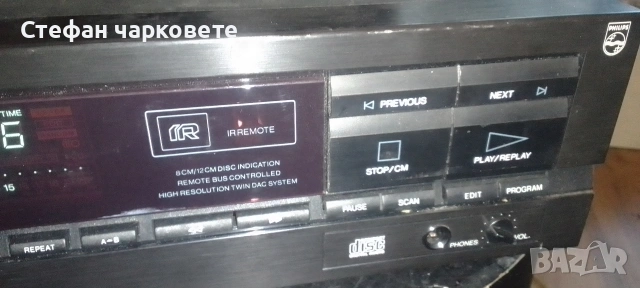 Стефан чарковете
PHILIPS
TIME
6
IR IR REMOTE
8CM/12CM DISC INDICATION
REMOTE BUS CONTROLLED
HIGH RESOLUTION TWIN DAC SYSTEM
15
PREVIOUS
NEXT
STOP/CM
PLAY/REPLAY
REPEAT
A-B
PAUSE
SCAN
EDIT
PROGRAM
disc
PHONES
VOL.
BAZAR